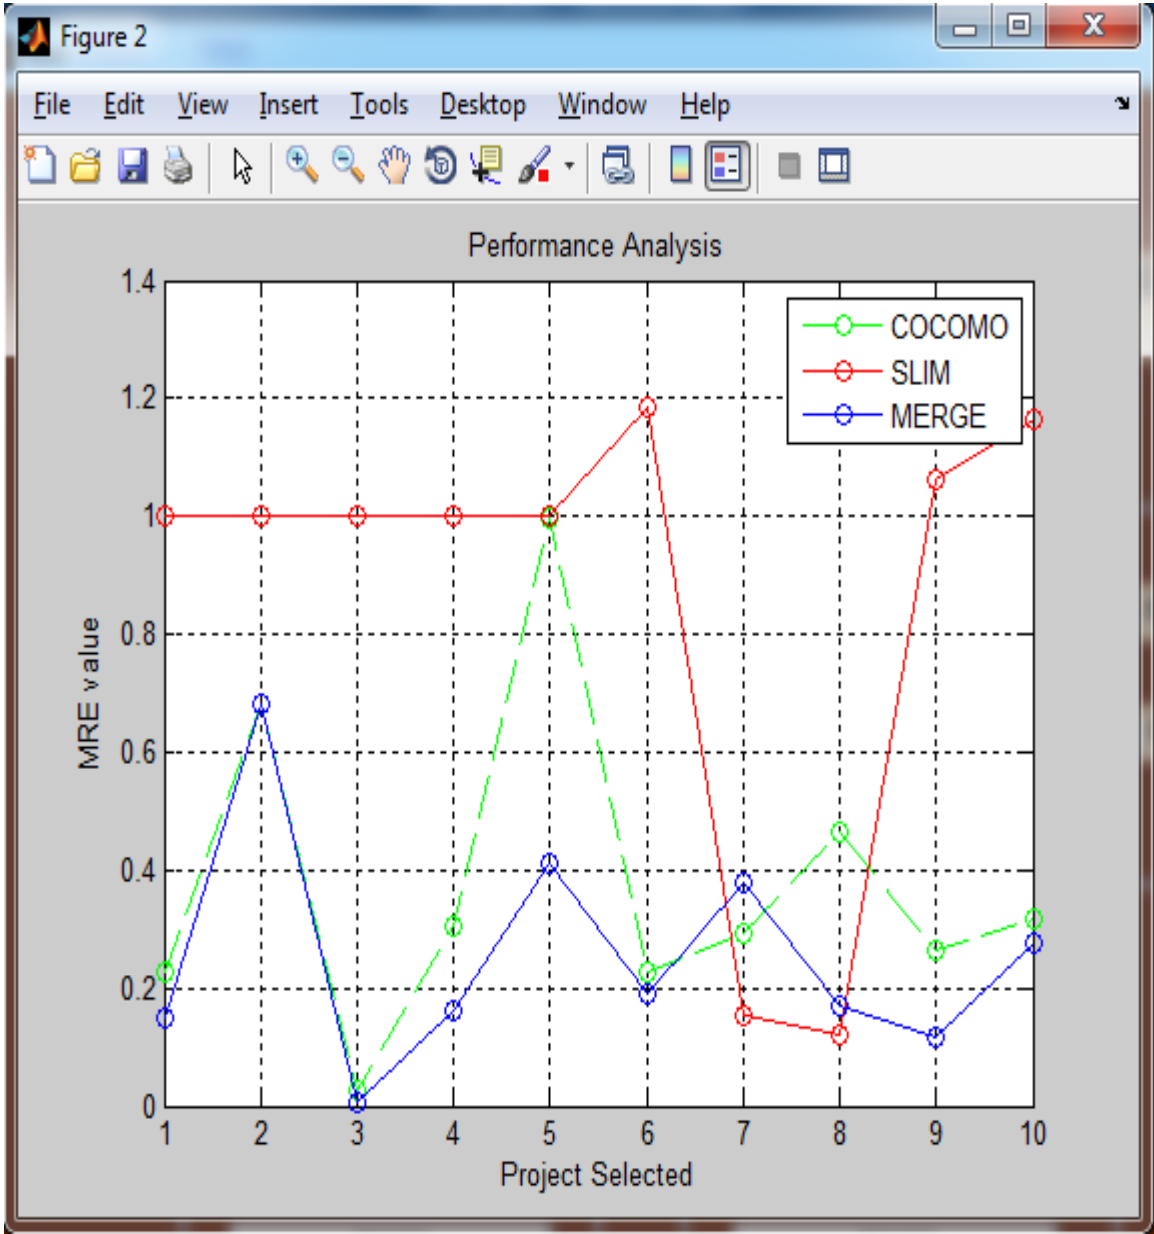 Figure 2
File Edit View Insert Tools Desktop Window Help
Performance Analysis
1.4
1.2
1
0.8
0.6
0.4
0.2
0
MRE value
COCOMO
SLIM
MERGE
1 2 3 4 5 6 7 8 9 10
Project Selected